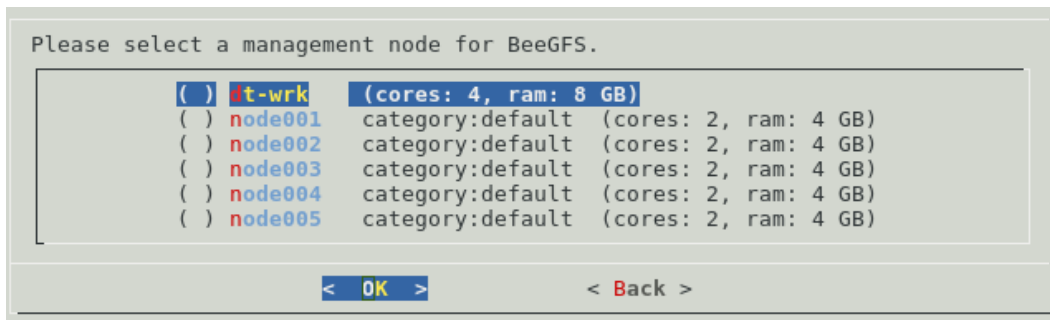 Please select a management node for BeeGFS.
( ) dt-wrk (cores: 4, ram: 8 GB)
( ) node001 category:default (cores: 2, ram: 4 GB)
( ) node002 category:default (cores: 2, ram: 4 GB)
( ) node003 category:default (cores: 2, ram: 4 GB)
( ) node004 category:default (cores: 2, ram: 4 GB)
( ) node005 category:default (cores: 2, ram: 4 GB)
< OK > < Back >